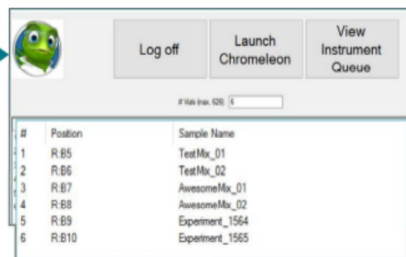 Log off
Launch
Chromeleon
View
Instrument
Queue
# Vials (max. 628): 6
# Position Sample Name
1 R:B5 TestMix_01
2 R:B6 TestMix_02
3 R:B7 AwesomeMix_01
4 R:B8 AwesomeMix_02
5 R:B9 Experiment_1564
6 R:B10 Experiment_1565